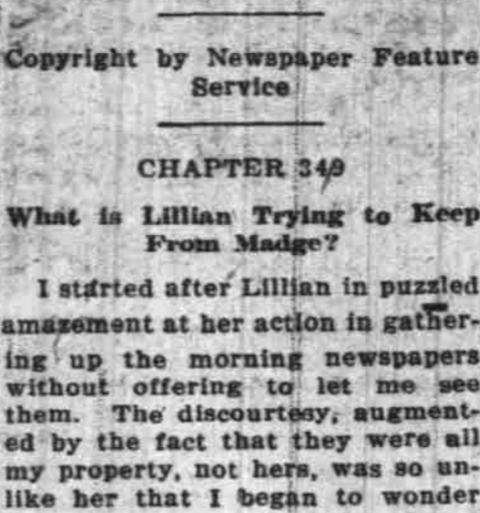 Copyright by Newspaper Feature
Service
CHAPTER 349
What is Lillian Trying to Keep
From Madge?
I started after Lillian in puzzled
amazement at her action in gather-
ing up the morning newspapers
without offering to let me see
them. The discourtesy, augment-
ed by the fact that they were all
my property, not hers, was so un-
like her that I began to wonder